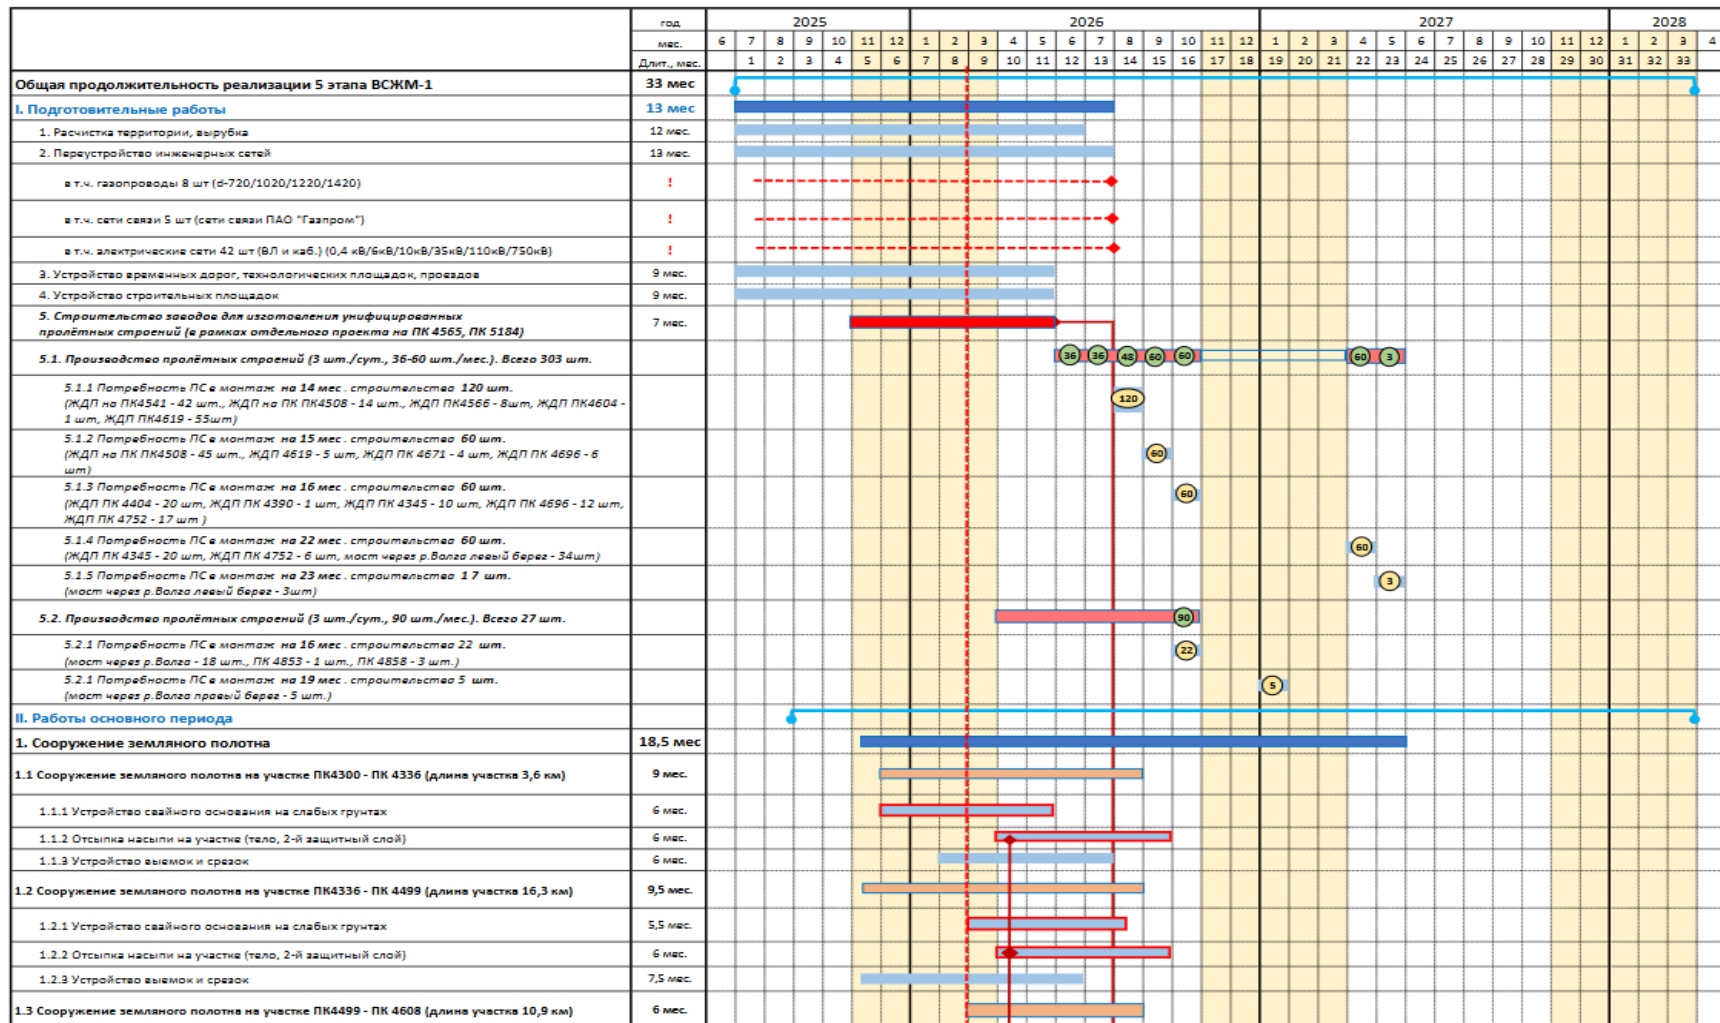 год 2025 2026 2027 2028
мес. 6 7 8 9 10 11 12 1 2 3 4 5 6 7 8 9 10 11 12 1 2 3 4 5 6 7 8 9 10 11 12 1 2 3 4
Длит., мес. 1 2 3 4 5 6 7 8 9 10 11 12 13 14 15 16 17 18 19 20 21 22 23 24 25 26 27 28 29 30 31 32 33
Общая продолжительность реализации 5 этапа ВСЖМ-1 33 мес
I. Подготовительные работы 13 мес
1. Расчистка территории, вырубка 12 мес.
2. Переустройство инженерных сетей 13 мес.
в т.ч. газопроводы 8 шт (d-720/1020/1220/1420) !
в т.ч. сети связи 5 шт (сети связи ПАО "Газпром") !
в т.ч. электрические сети 42 шт (ВЛ и каб.) (0,4 кВ/6кВ/10кВ/35кВ/110кВ/750кВ) !
3. Устройство временных дорог, технологических площадок, проездов 9 мес.
4. Устройство строительных площадок 9 мес.
5. Строительство заводов для изготовления унифицированных
пролётных строений (в рамках отдельного проекта на ПК 4565, ПК 5184) 7 мес.
5.1. Производство пролётных строений (3 шт./сут., 36-60 шт./мес.). Всего 303 шт. 36 36 48 60 60 60 3
5.1.1 Потребность ПС в монтаж на 14 мес. строительства 120 шт.
(ЖДП на ПК4541 - 42 шт., ЖДП на ПК ПК4508 - 14 шт., ЖДП ПК4566 - 8шт, ЖДП ПК4604 -
1 шт, ЖДП ПК4619 - 55шт) 120
5.1.2 Потребность ПС в монтаж на 15 мес. строительства 60 шт.
(ЖДП на ПК ПК4508 - 45 шт., ЖДП 4619 - 5 шт, ЖДП ПК 4671 - 4 шт, ЖДП ПК 4696 - 6
шт) 60
5.1.3 Потребность ПС в монтаж на 16 мес. строительства 60 шт.
(ЖДП ПК 4404 - 20 шт, ЖДП ПК 4390 - 1 шт, ЖДП ПК 4345 - 10 шт, ЖДП ПК 4696 - 12 шт,
ЖДП ПК 4752 - 17 шт ) 60
5.1.4 Потребность ПС в монтаж на 22 мес. строительства 60 шт.
(ЖДП ПК 4345 - 20 шт, ЖДП ПК 4752 - 6 шт, мост через р.Волга левый берег - 34шт) 60
5.1.5 Потребность ПС в монтаж на 23 мес. строительства 1 7 шт.
(мост через р.Волга левый берег - 3шт) 3
5.2. Производство пролётных строений (3 шт./сут., 90 шт./мес.). Всего 27 шт. 90
5.2.1 Потребность ПС в монтаж на 16 мес. строительства 22 шт.
(мост через р.Волга - 18 шт., ПК 4853 - 1 шт., ПК 4858 - 3 шт.) 22
5.2.1 Потребность ПС в монтаж на 19 мес. строительства 5 шт.
(мост через р.Волга правый берег - 5 шт.) 5
II. Работы основного периода
1. Сооружение земляного полотна 18,5 мес
1.1 Сооружение земляного полотна на участке ПК4300 - ПК 4336 (длина участка 3,6 км) 9 мес.
1.1.1 Устройство свайного основания на слабых грунтах 6 мес.
1.1.2 Отсыпка насыпи на участке (тело, 2-й защитный слой) 6 мес.
1.1.3 Устройство выемок и срезок 6 мес.
1.2 Сооружение земляного полотна на участке ПК4336 - ПК 4499 (длина участка 16,3 км) 9,5 мес.
1.2.1 Устройство свайного основания на слабых грунтах 5,5 мес.
1.2.2 Отсыпка насыпи на участке (тело, 2-й защитный слой) 6 мес.
1.2.3 Устройство выемок и срезок 7,5 мес.
1.3 Сооружение земляного полотна на участке ПК4499 - ПК 4608 (длина участка 10,9 км) 6 мес.